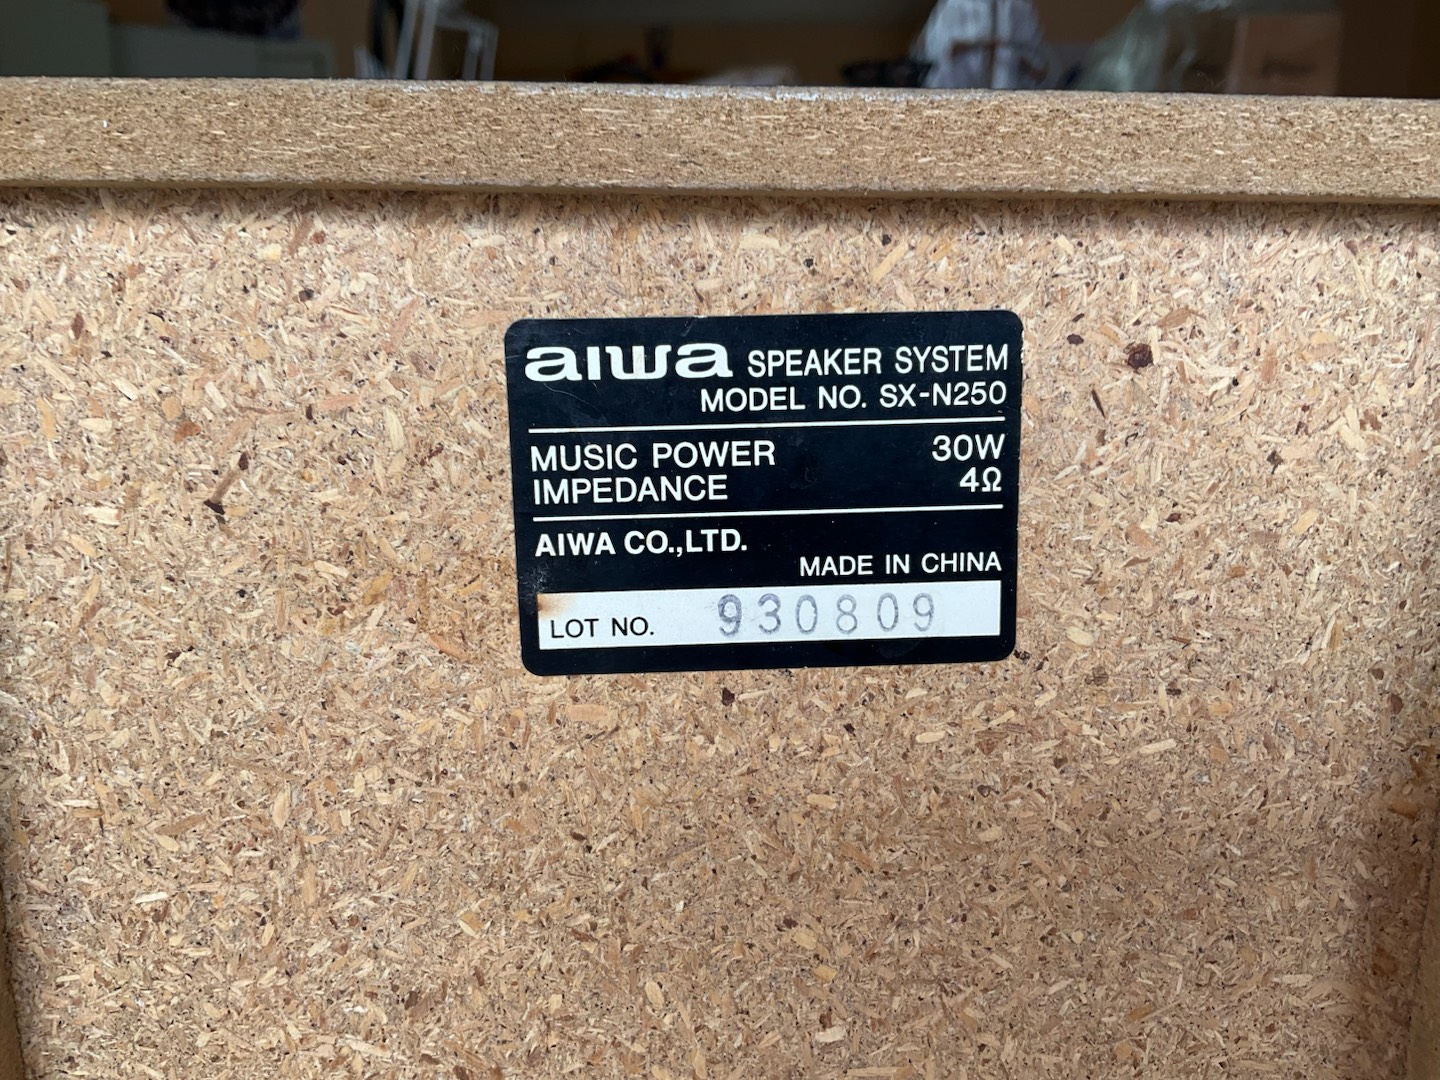 aiwa SPEAKER SYSTEM
MODEL NO. SX-N250
MUSIC POWER 30W
IMPEDANCE 4Ω
AIWA CO.,LTD.
MADE IN CHINA
LOT NO. 930809